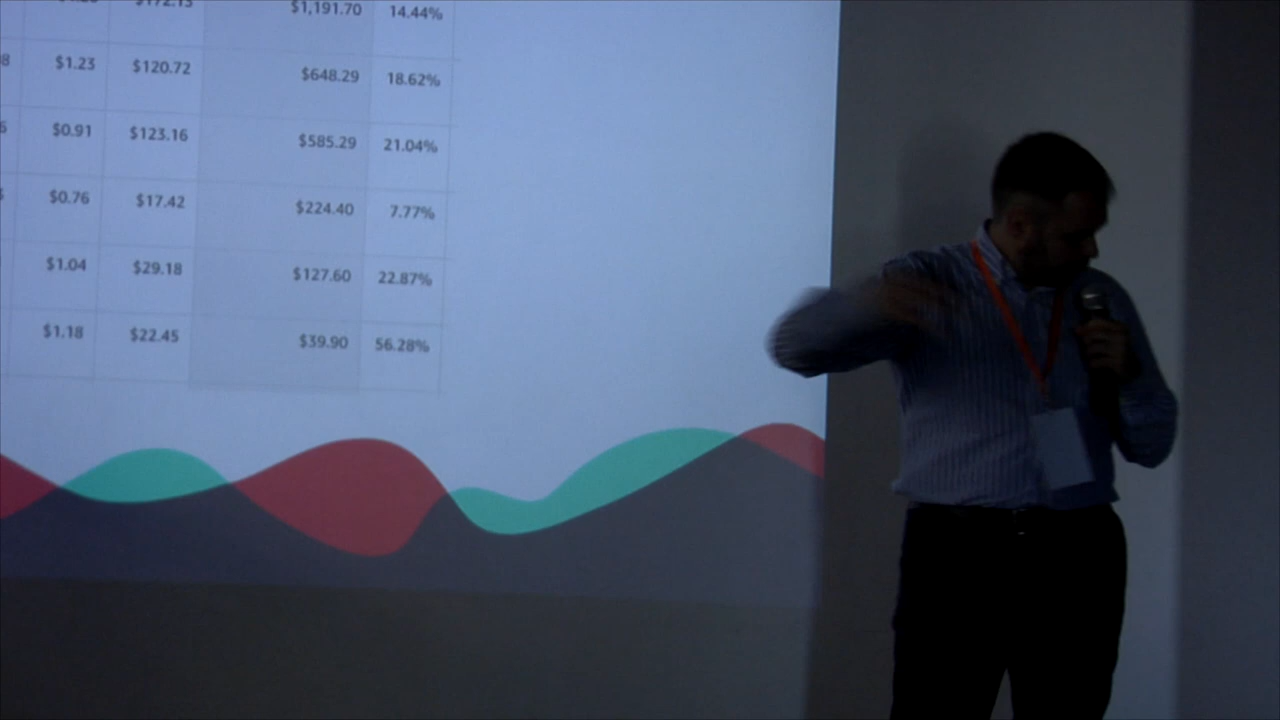 $1,191.70 14.44%
$1.23 $120.72 $648.29 18.62%
$0.91 $123.16 $585.29 21.04%
$0.76 $17.42 $224.40 7.77%
$1.04 $29.18 $127.60 22.87%
$1.18 $22.45 $39.90 56.28%